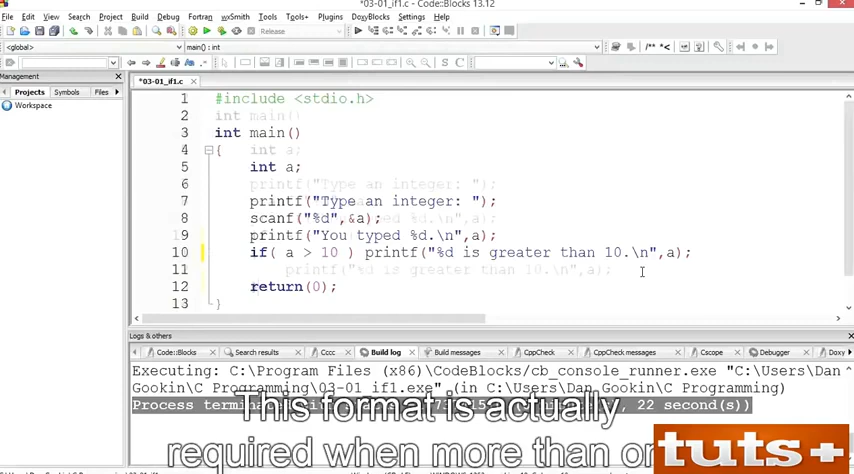 *03-01_if1.c - Code::Blocks 13.12
File Edit View Search Project Build Debug Fortran wxSmith Tools Tools+ Plugins DoxyBlocks Settings Help
Release
<global> main() : int
/** *<
S C
Management
*03-01_if1.c
Projects Symbols Files
Workspace
1 #include <stdio.h>
2 int main()
3 int main()
4 { int a;
5 int a;
6 printf("Type an integer: ");
7 printf("Type an integer: ");
8 scanf("%d",&a);
9 printf("You typed %d.\n",a);
10 if( a > 10 ) printf("%d is greater than 10.\n",a);
11 printf("%d is greater than 10.\n",a);
12 return(0);
13 }
Logs & others
Code::Blocks Search results Cccc Build log Build messages CppCheck CppCheck messages Cscope Debugger Doxy
Executing: C:\Program Files (x86)\CodeBlocks/cb_console_runner.exe "C:\Users\Dan
Gookin\C Programming\03-01_if1.exe" (in C:\Users\Dan Gookin\C Programming)
Process 22 second(s))
This format is actually
required when more than
tuts+